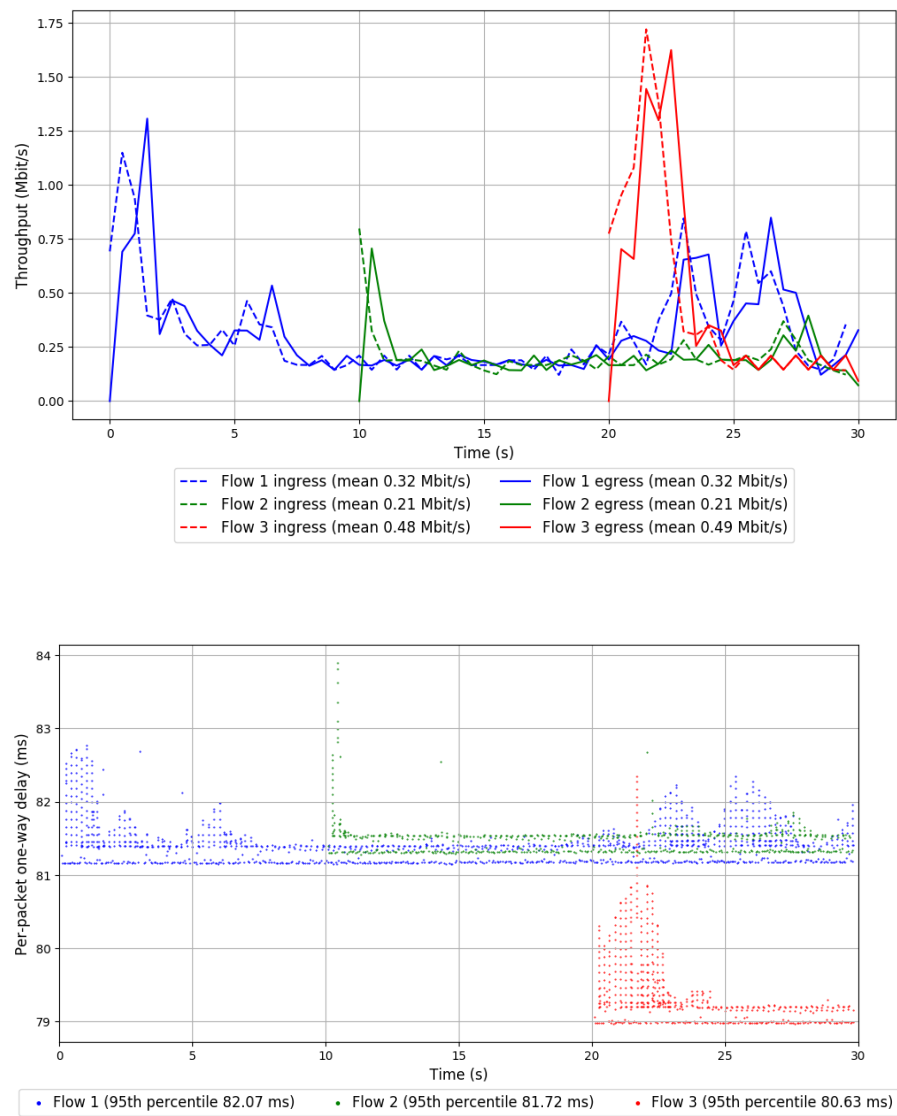 1.75
1.50
1.25
1.00
0.75
0.50
0.25
0.00
Throughput (Mbit/s)
0 5 10 15 20 25 30
Time (s)
Flow 1 ingress (mean 0.32 Mbit/s) Flow 1 egress (mean 0.32 Mbit/s)
Flow 2 ingress (mean 0.21 Mbit/s) Flow 2 egress (mean 0.21 Mbit/s)
Flow 3 ingress (mean 0.48 Mbit/s) Flow 3 egress (mean 0.49 Mbit/s)
84
83
82
81
80
79
Per-packet one-way delay (ms)
0 5 10 15 20 25 30
Time (s)
Flow 1 (95th percentile 82.07 ms) Flow 2 (95th percentile 81.72 ms) Flow 3 (95th percentile 80.63 ms)